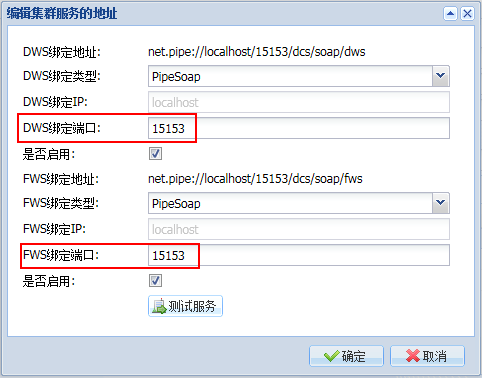 编辑集群服务的地址
DWS绑定地址: net.pipe://localhost/15153/dcs/soap/dws
DWS绑定类型: PipeSoap
DWS绑定IP: localhost
DWS绑定端口: 15153
是否启用:
FWS绑定地址: net.pipe://localhost/15153/dcs/soap/fws
FWS绑定类型: PipeSoap
FWS绑定IP: localhost
FWS绑定端口: 15153
是否启用:
测试服务
确定 取消